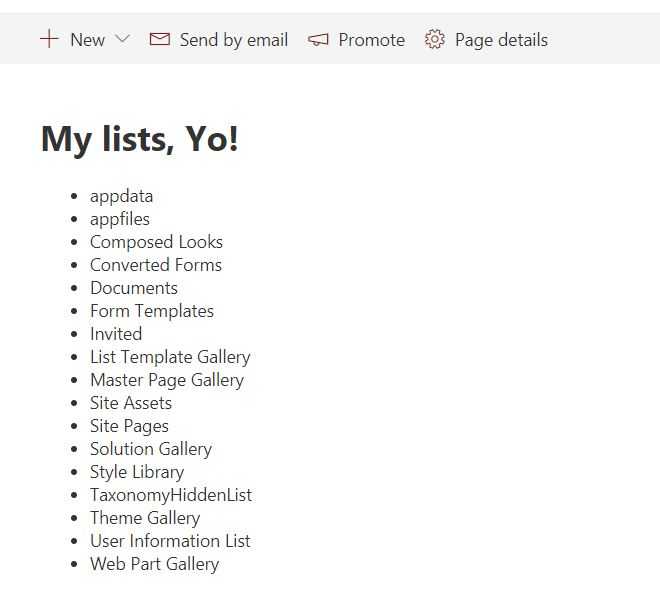 New Send by email Promote Page details
My lists, Yo!
appdata
appfiles
Composed Looks
Converted Forms
Documents
Form Templates
Invited
List Template Gallery
Master Page Gallery
Site Assets
Site Pages
Solution Gallery
Style Library
TaxonomyHiddenList
Theme Gallery
User Information List
Web Part Gallery